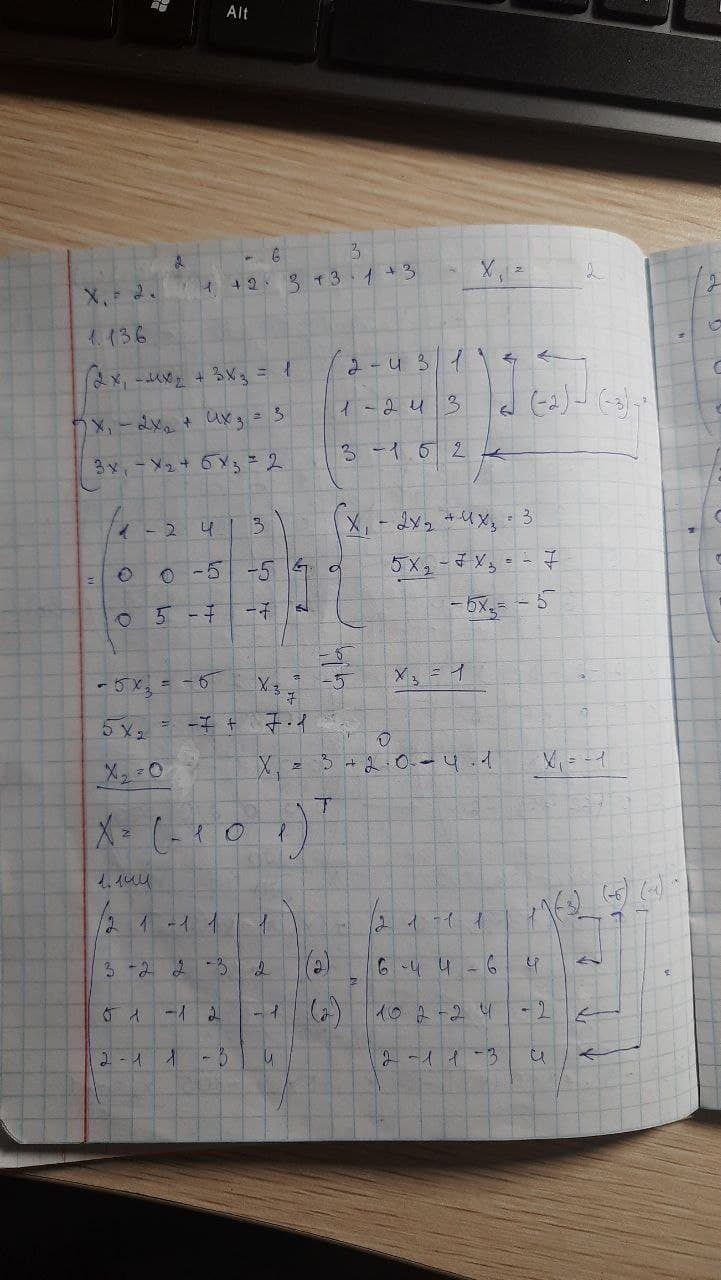 Alt
2 - 6 3
x₁ = 2 · 1 + 2 · 3 + 3 · 1 + 3 x₁ = 2
1.136
2x₁ - 4x₂ + 3x₃ = 1 ( 2 - 4 3 | 1 )
x₁ - 2x₂ + 4x₃ = 3 ( 1 - 2 4 | 3 ) (-2) (-3)
3x₁ - x₂ + 5x₃ = 2 ( 3 - 1 5 | 2 )
( 1 - 2 4 | 3 ) x₁ - 2x₂ + 4x₃ = 3
= ( 0 0 -5 | -5 ) 5x₂ - 7x₃ = - 7
( 0 5 -7 | -7 ) -5x₃ = - 5
-5x₃ = -5 x₃ = -5/-5 x₃ = 1
7
5x₂ = -7 + 7 · 1
0
x₂ = 0 x₁ = 3 + 2 · 0 - 4 · 1 x₁ = -1
X = (-1 0 1)ᵀ
1.144
( 2 1 -1 1 | 1 ) = ( 2 1 -1 1 | 1 ) (-3) (-5) (-1)
( 3 -2 2 -3 | 2 ) (2) ( 6 -4 4 -6 | 4 )
( 5 1 -1 2 | -1 ) (2) ( 10 2 -2 4 | -2 )
( 2 -1 1 -3 | 4 ) ( 2 -1 1 -3 | 4 )